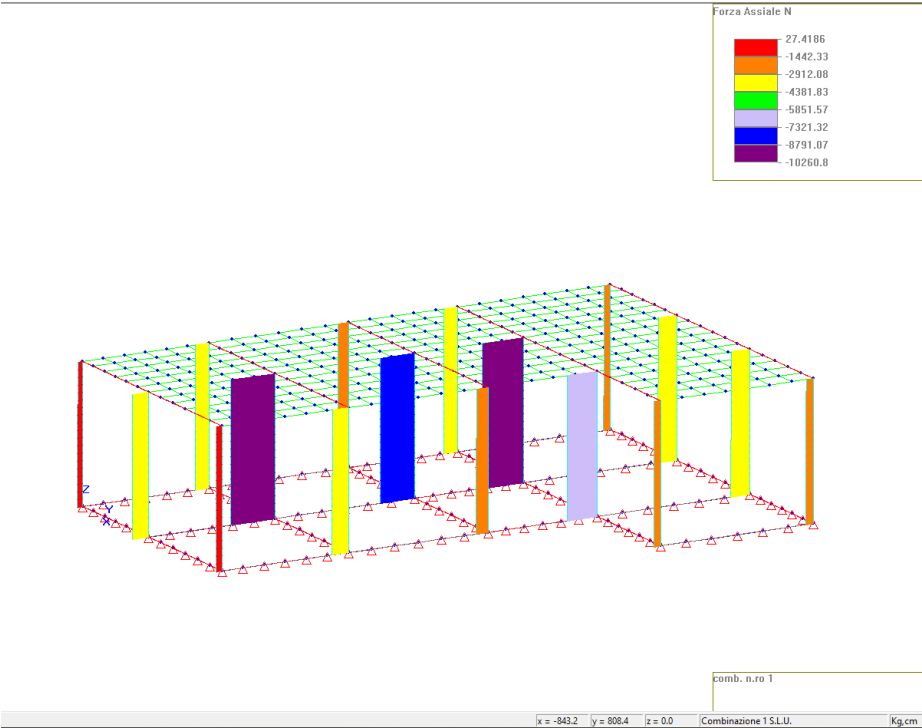 Forza Assiale N
27.4186
-1442.33
-2912.08
-4381.83
-5851.57
-7321.32
-8791.07
-10260.8
Z
Y
X
comb. n.ro 1
x = -843.2 y = 808.4 z = 0.0 Combinazione 1 S.L.U. Kg,cm